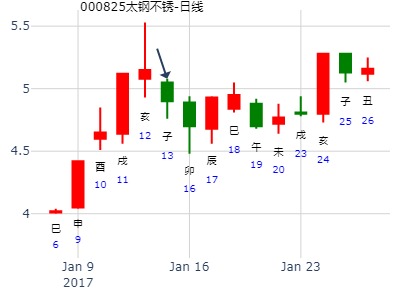 000825太钢不锈-日线
5.5
5
4.5
4
巳
6
申
9
酉
10
戌
11
亥
12
子
13
卯
16
辰
17
巳
18
午
19
未
20
戌
23
亥
24
子
25
丑
26
Jan 9
2017
Jan 16
Jan 23